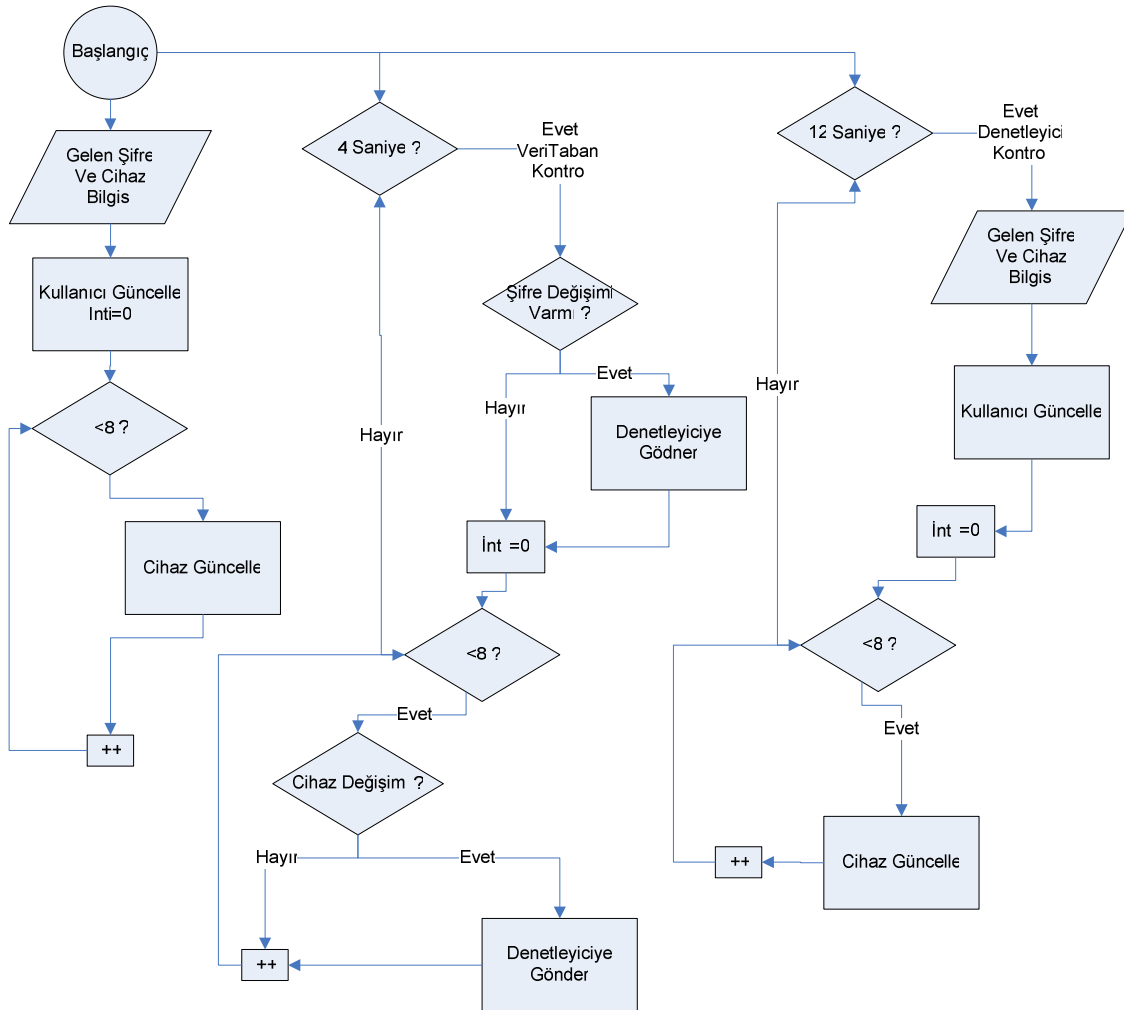 Başlangıç
Gelen Şifre
Ve Cihaz
Bilgis
Kullanıcı Güncelle
Inti=0
<8 ?
Cihaz Güncelle
++
4 Saniye ?
Evet
VeriTaban
Kontro
Şifre Değişimi
Varmı ?
Hayır
Evet
Denetleyiciye
Gödner
Hayır
İnt =0
<8 ?
Evet
Cihaz Değişim ?
Hayır
Evet
++
Denetleyiciye
Gönder
12 Saniye ?
Evet
Denetleyici
Kontro
Gelen Şifre
Ve Cihaz
Bilgis
Hayır
Kullanıcı Güncelle
İnt =0
<8 ?
Evet
++
Cihaz Güncelle